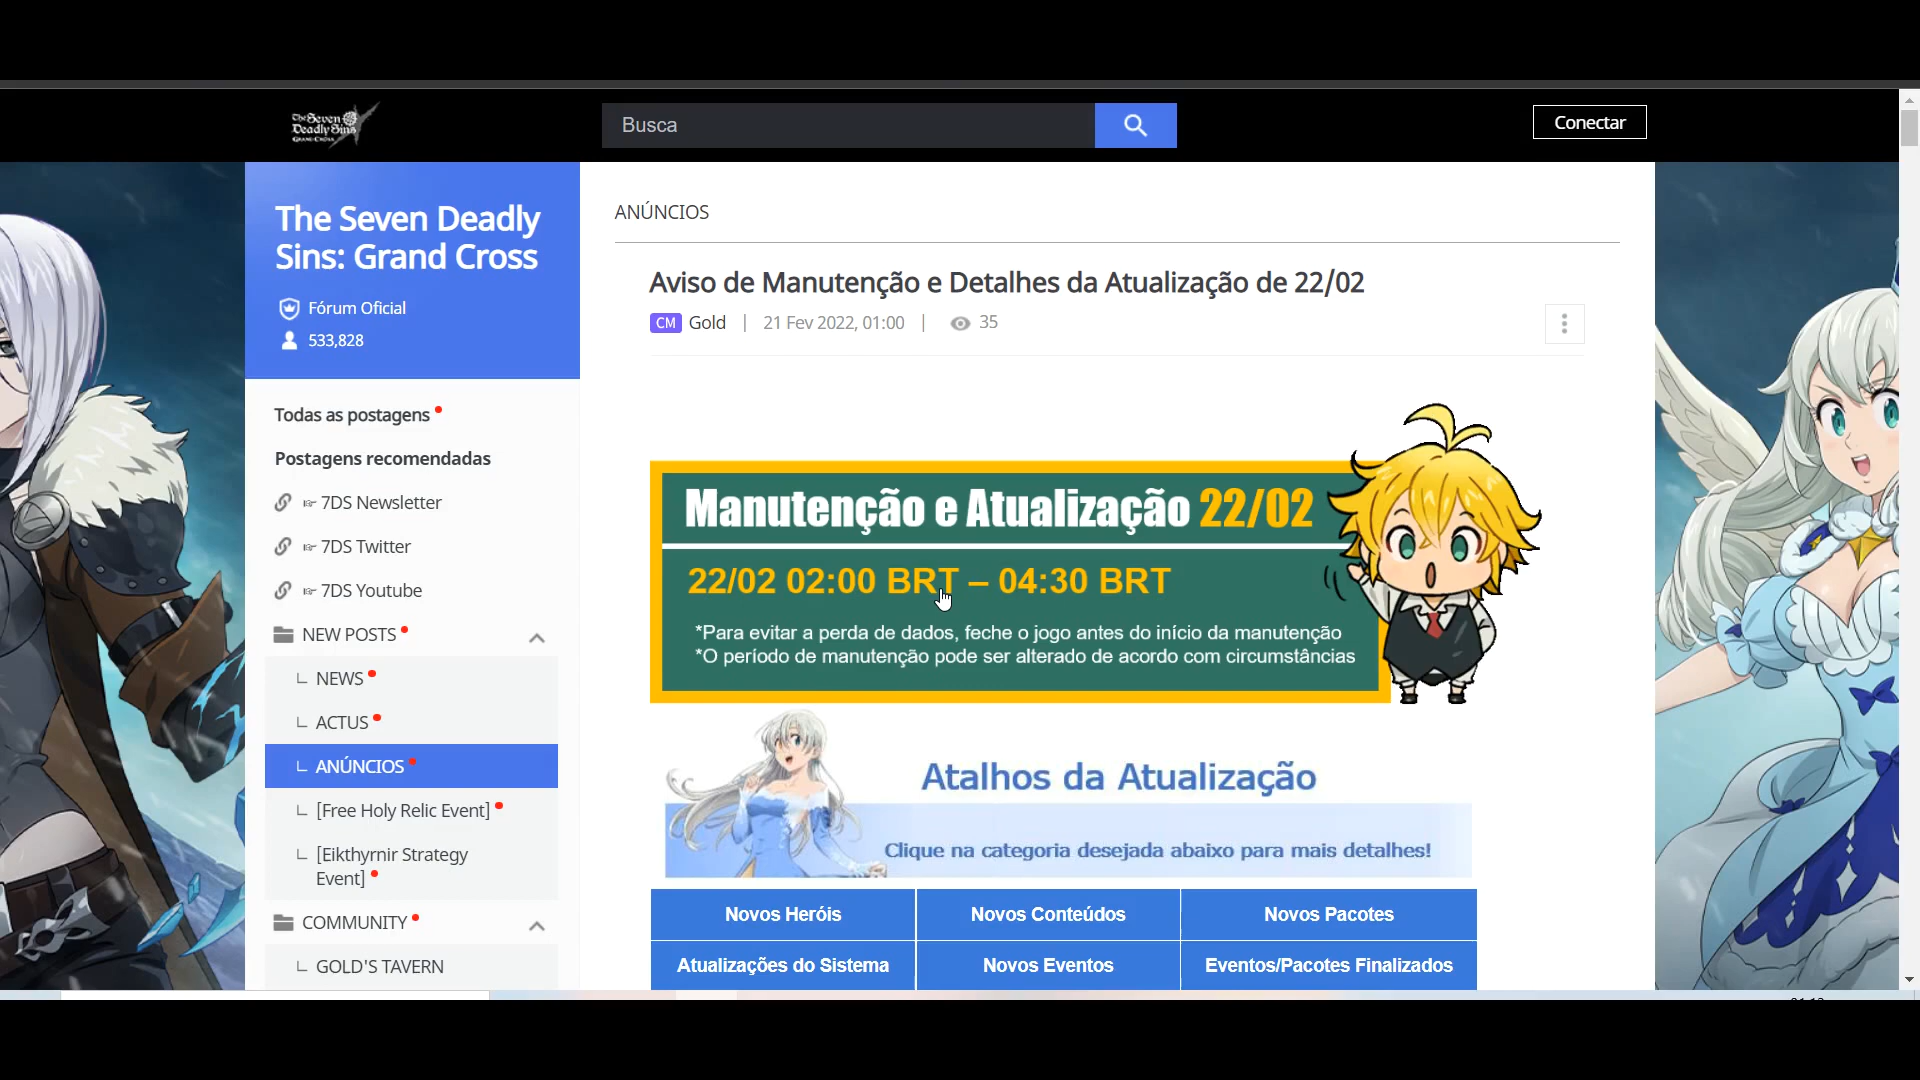 The Seven
Deadly Sins
GRAND CROSS
Busca
Conectar
The Seven Deadly
Sins: Grand Cross
Fórum Oficial
533,828
Todas as postagens
Postagens recomendadas
☞ 7DS Newsletter
☞ 7DS Twitter
☞ 7DS Youtube
NEW POSTS
NEWS
ACTUS
ANÚNCIOS
[Free Holy Relic Event]
[Eikthyrnir Strategy
Event]
COMMUNITY
GOLD'S TAVERN
ANÚNCIOS
Aviso de Manutenção e Detalhes da Atualização de 22/02
CM Gold | 21 Fev 2022, 01:00 | 35
Manutenção e Atualização 22/02
22/02 02:00 BRT – 04:30 BRT
*Para evitar a perda de dados, feche o jogo antes do início da manutenção
*O período de manutenção pode ser alterado de acordo com circumstâncias
Atalhos da Atualização
Clique na categoria desejada abaixo para mais detalhes!
Novos Heróis Novos Conteúdos Novos Pacotes
Atualizações do Sistema Novos Eventos Eventos/Pacotes Finalizados